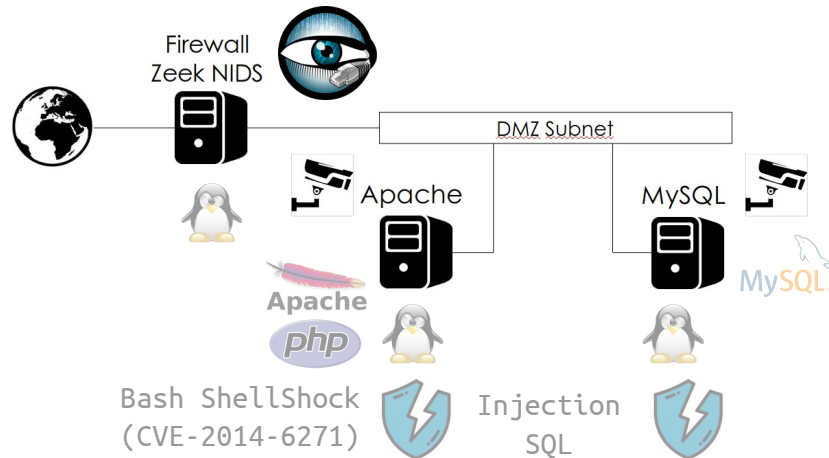 Firewall
Zeek NIDS
DMZ Subnet
Apache
MySQL
Apache
php
MySQL
Bash ShellShock
(CVE-2014-6271)
Injection
SQL